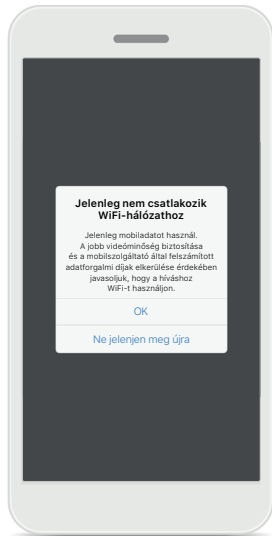 Jelenleg nem csatlakozik
WiFi-hálózathoz
Jelenleg mobiladatot használ.
A jobb videóminőség biztosítása
és a mobilszolgáltató által felszámított
adatforgalmi díjak elkerülése érdekében
javasoljuk, hogy a híváshoz
WiFi-t használjon.
OK
Ne jelenjen meg újra